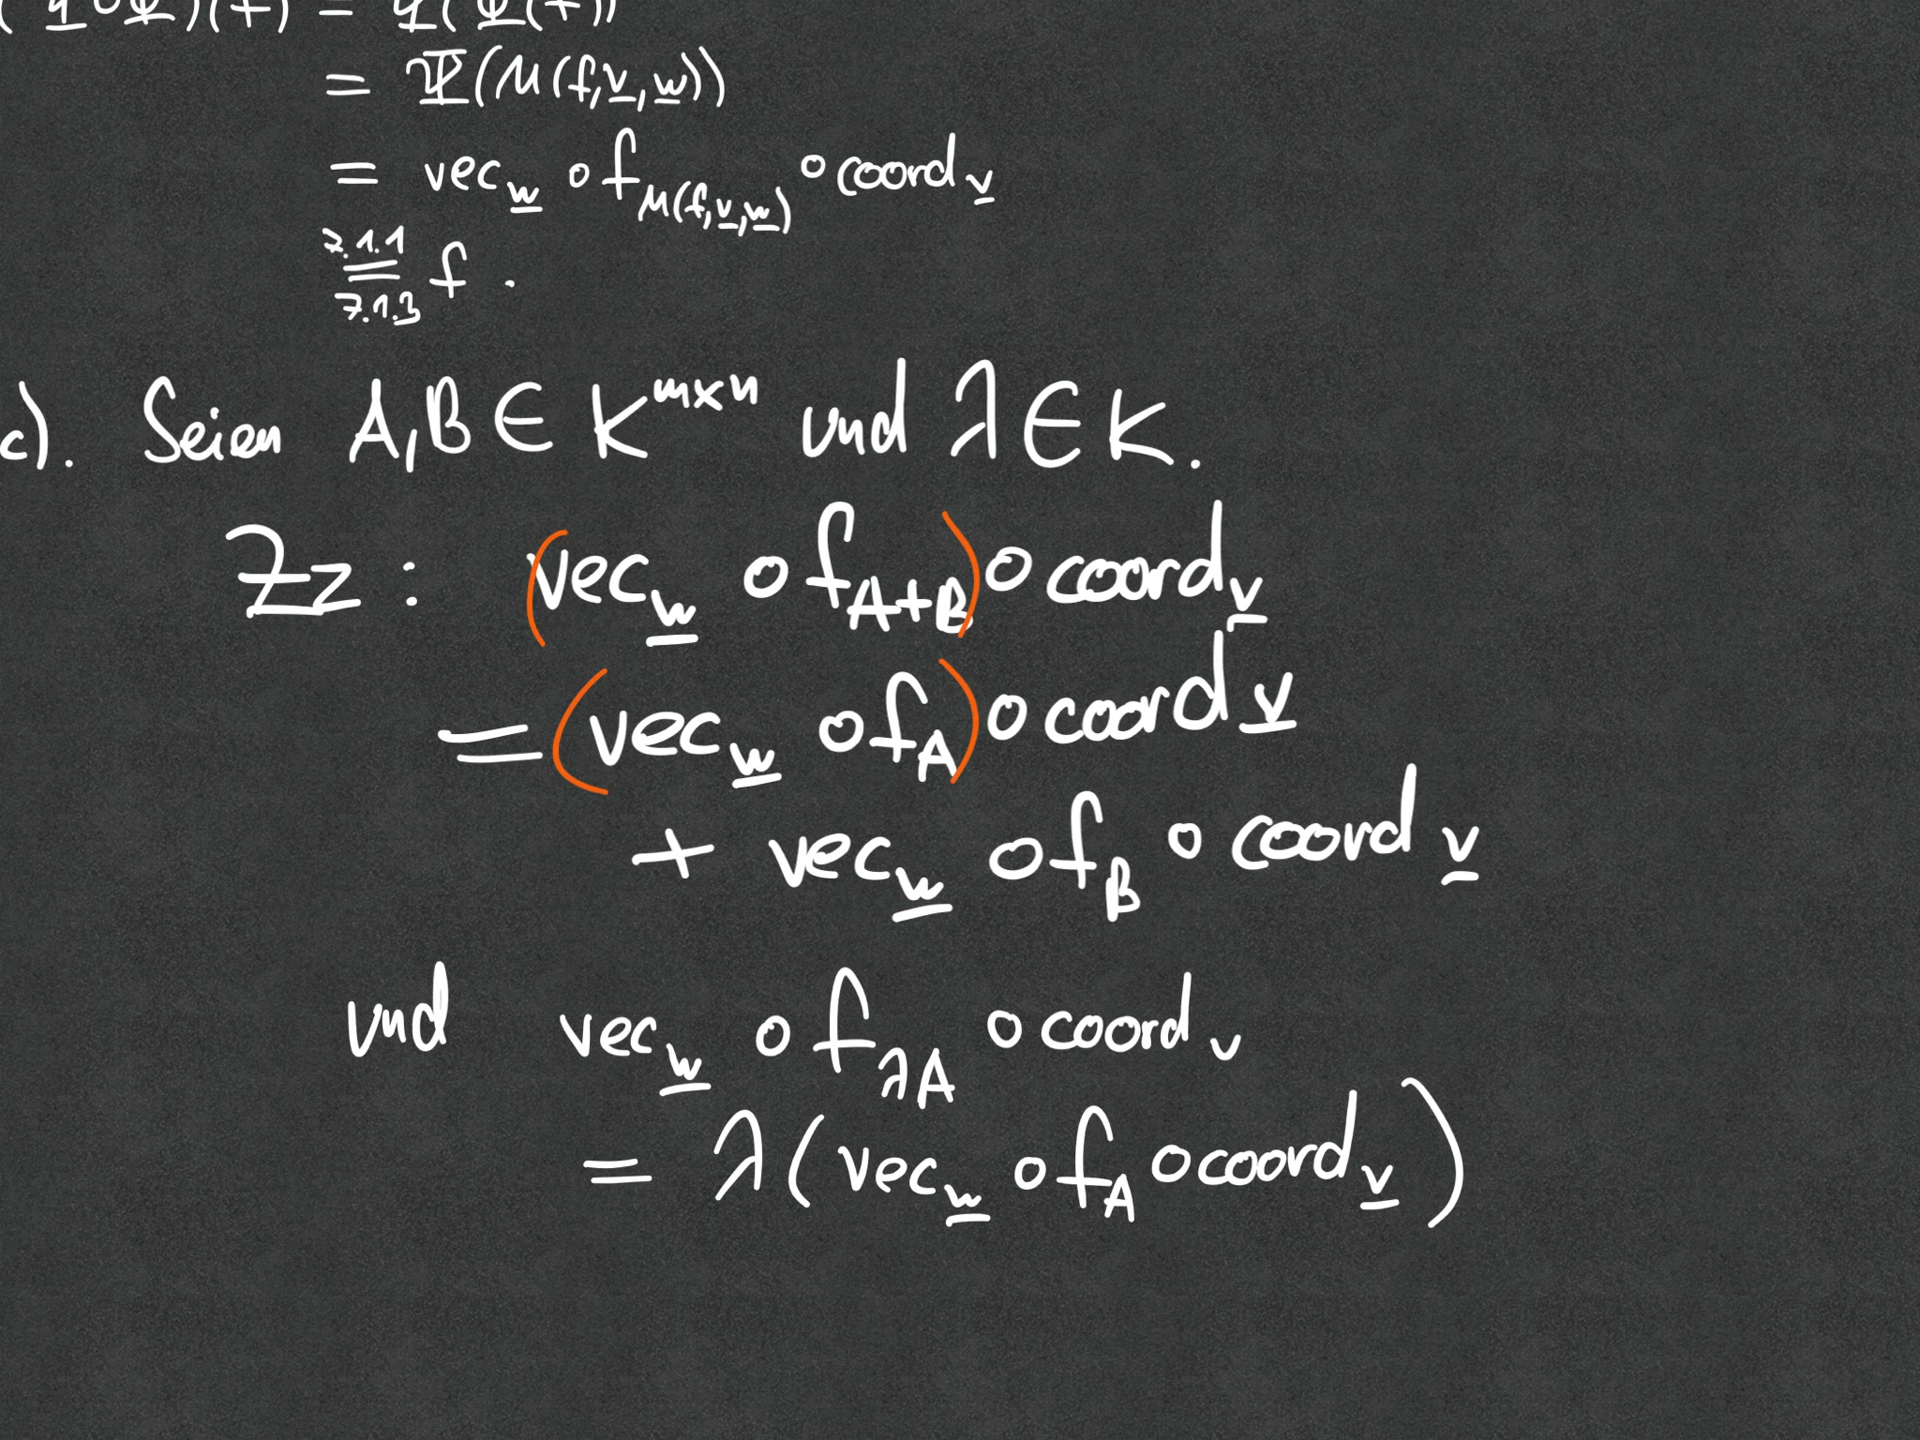 (Ψ∘Φ)(f) = Ψ(Φ(f))
= Ψ(M(f,v,w))
= vec_w ∘ f_M(f,v,w) ∘ coord_v
7.1.1
= f .
7.1.3
c). Seien A,B ∈ K^m×n und λ ∈ K.
Zz: (vec_w ∘ f_A+B) ∘ coord_v
= (vec_w ∘ f_A) ∘ coord_v
+ vec_w ∘ f_B ∘ coord_v
und vec_w ∘ f_λA ∘ coord_v
= λ(vec_w ∘ f_A ∘ coord_v)